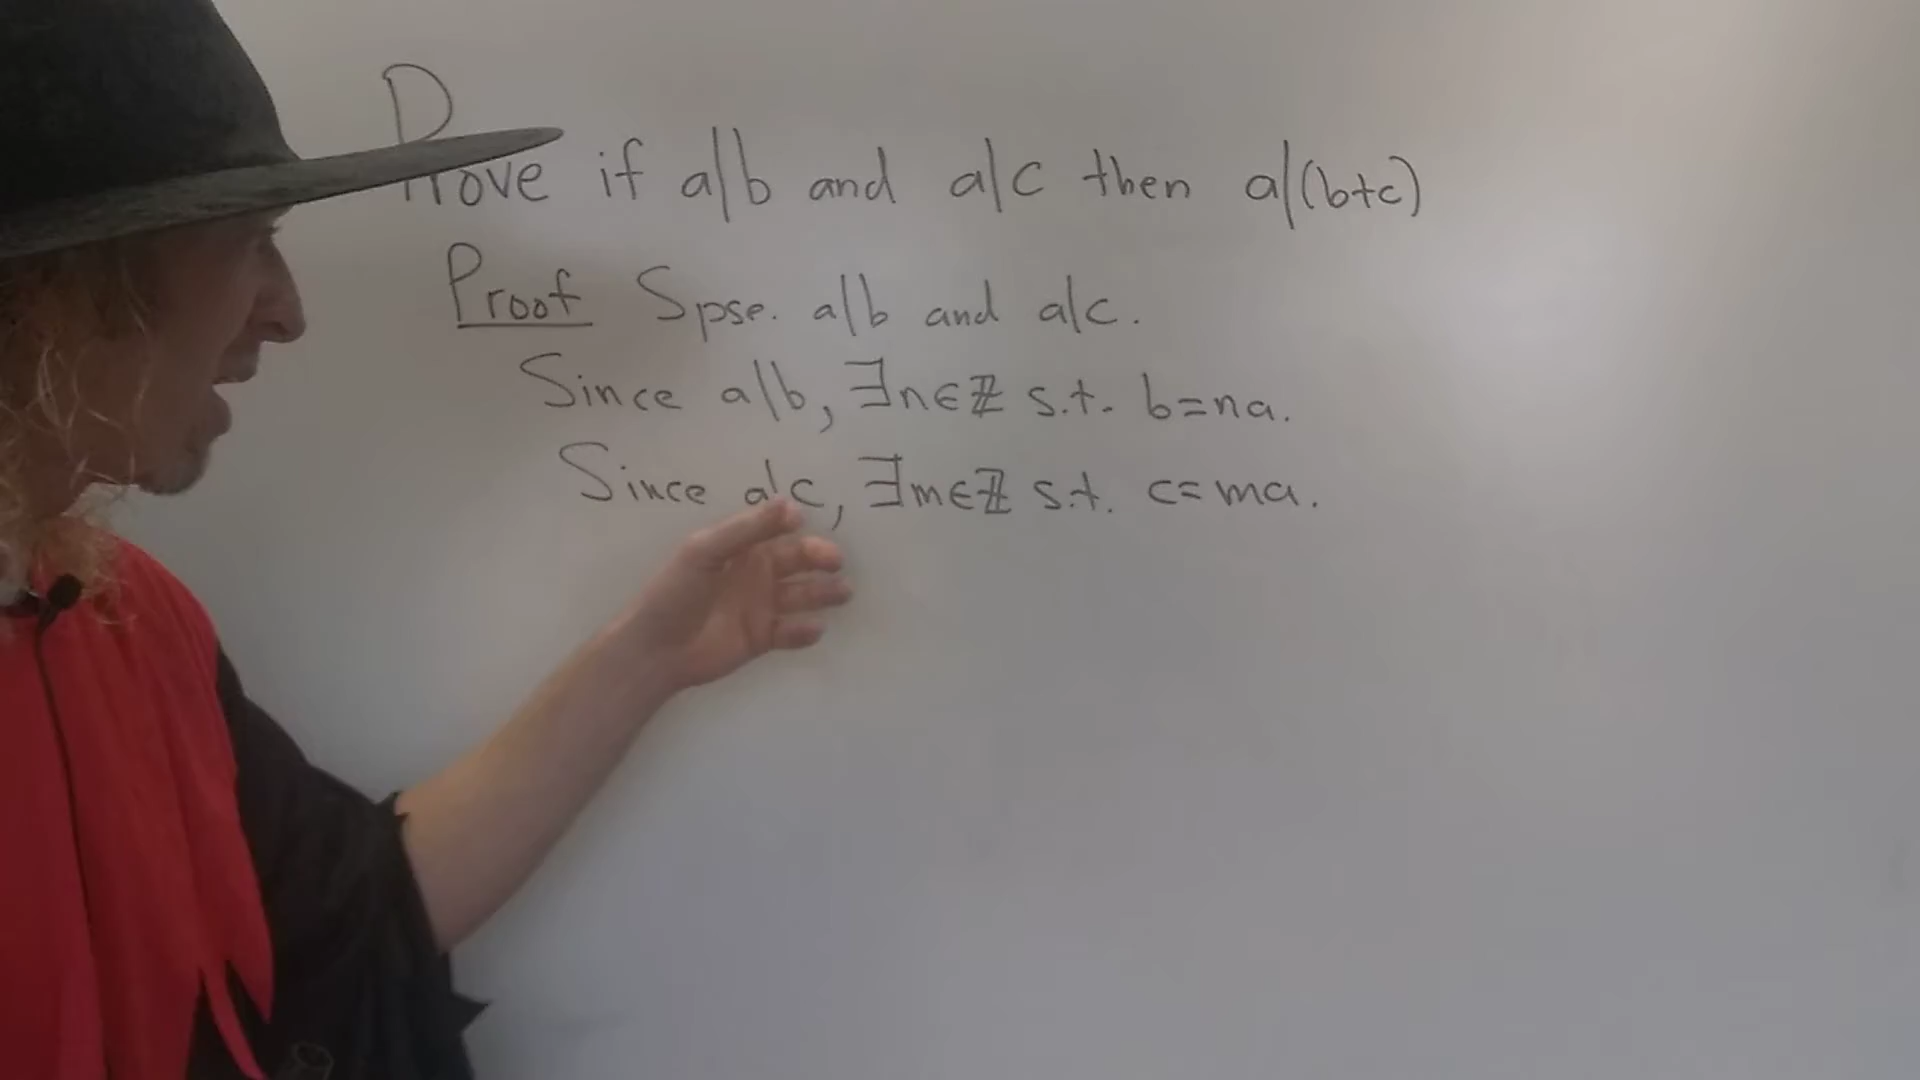 Prove if a|b and a|c then a|(b+c)
Proof Spse. a|b and a|c.
Since a|b, ∃n∈ℤ s.t. b=na.
Since a|c, ∃m∈ℤ s.t. c=ma.